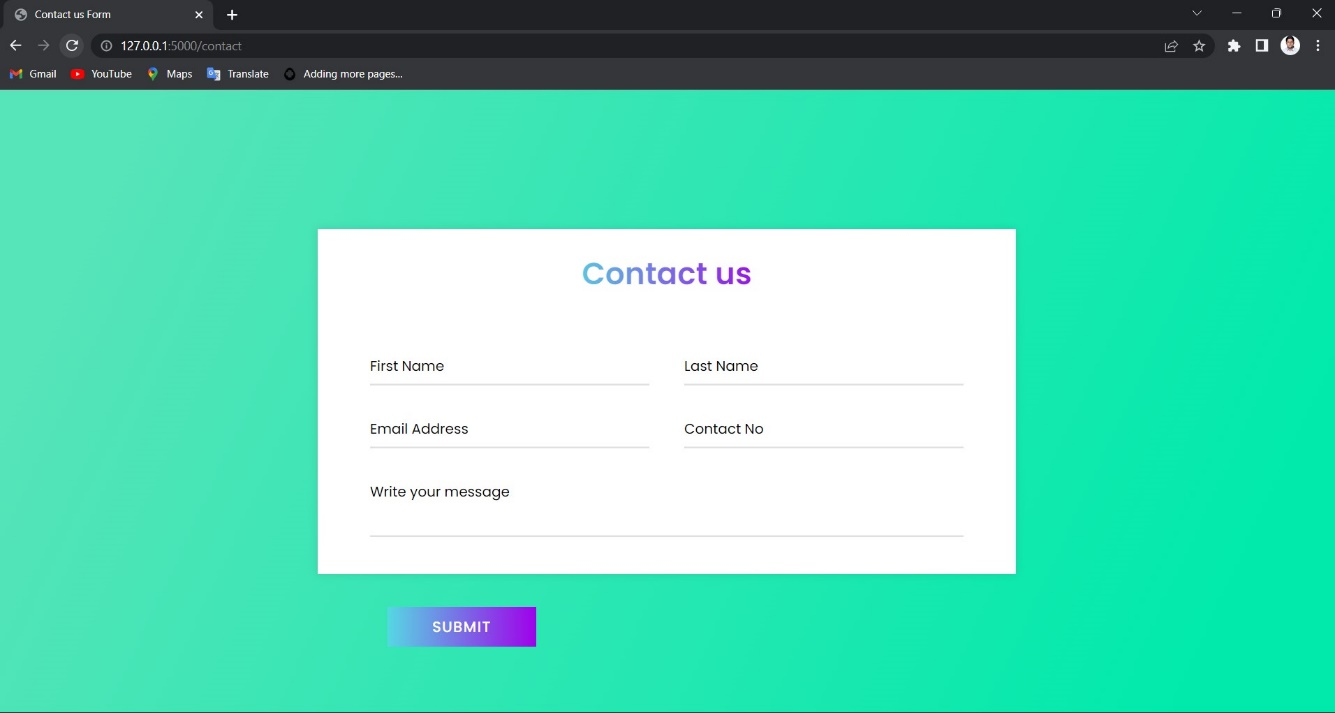 Contact us Form
127.0.0.1:5000/contact
Gmail YouTube Maps Translate Adding more pages...
Contact us
First Name Last Name
Email Address Contact No
Write your message
SUBMIT